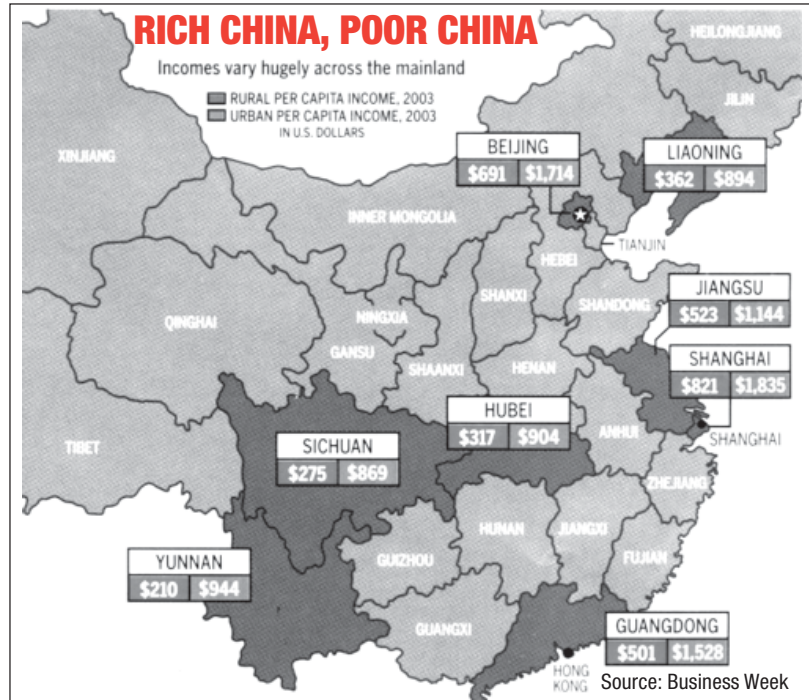 RICH CHINA, POOR CHINA
Incomes vary hugely across the mainland
RURAL PER CAPITA INCOME, 2003
URBAN PER CAPITA INCOME, 2003
IN U.S. DOLLARS
HEILONGJIANG
JILIN
XINJIANG
BEIJING
$691 $1,714
LIAONING
$362 $894
INNER MONGOLIA
TIANJIN
HEBEI
SHANXI
SHANDONG
JIANGSU
$523 $1,144
QINGHAI
NINGXIA
GANSU
SHAANXI
HENAN
SHANGHAI
$821 $1,835
HUBEI
$317 $904
ANHUI
SHANGHAI
TIBET
SICHUAN
$275 $869
ZHEJIANG
HUNAN
JIANGXI
GUIZHOU
FUJIAN
YUNNAN
$210 $944
GUANGXI
GUANGDONG
$501 $1,528
HONG
KONG
Source: Business Week